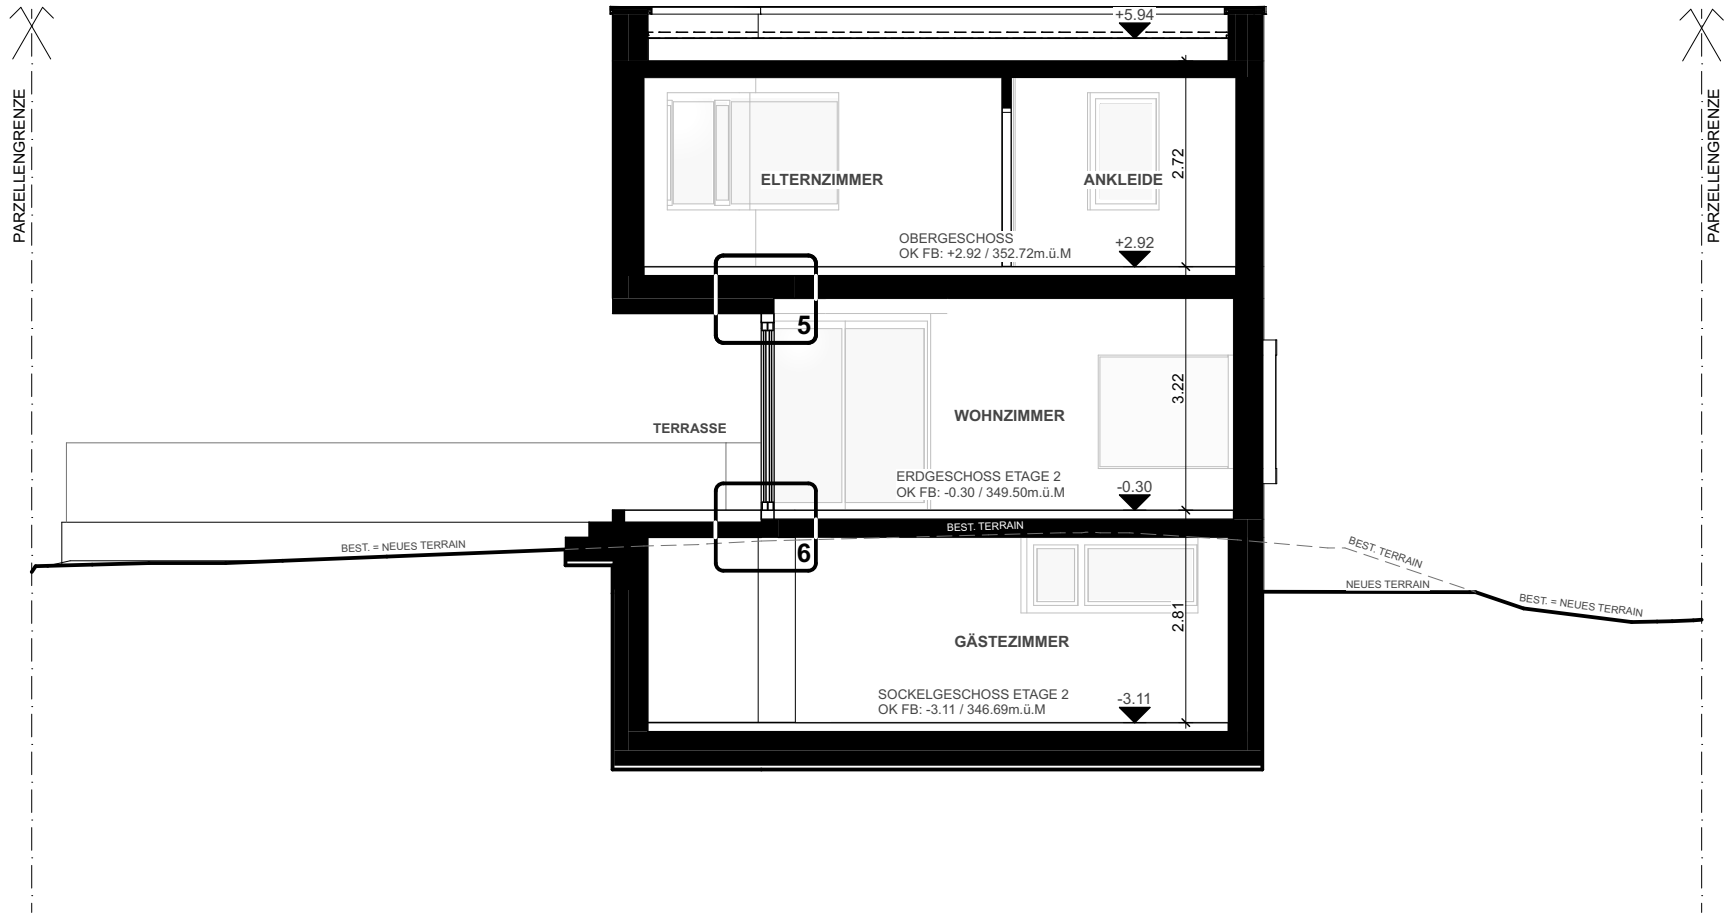 +5.94
PARZELLENGRENZE
PARZELLENGRENZE
2.72
ELTERNZIMMER
ANKLEIDE
OBERGESCHOSS
OK FB: +2.92 / 352.72m.ü.M
+2.92
5
3.22
WOHNZIMMER
TERRASSE
ERDGESCHOSS ETAGE 2
OK FB: -0.30 / 349.50m.ü.M
-0.30
BEST. TERRAIN
BEST. = NEUES TERRAIN
6
BEST. TERRAIN
NEUES TERRAIN
BEST. = NEUES TERRAIN
2.81
GÄSTEZIMMER
SOCKELGESCHOSS ETAGE 2
OK FB: -3.11 / 346.69m.ü.M
-3.11